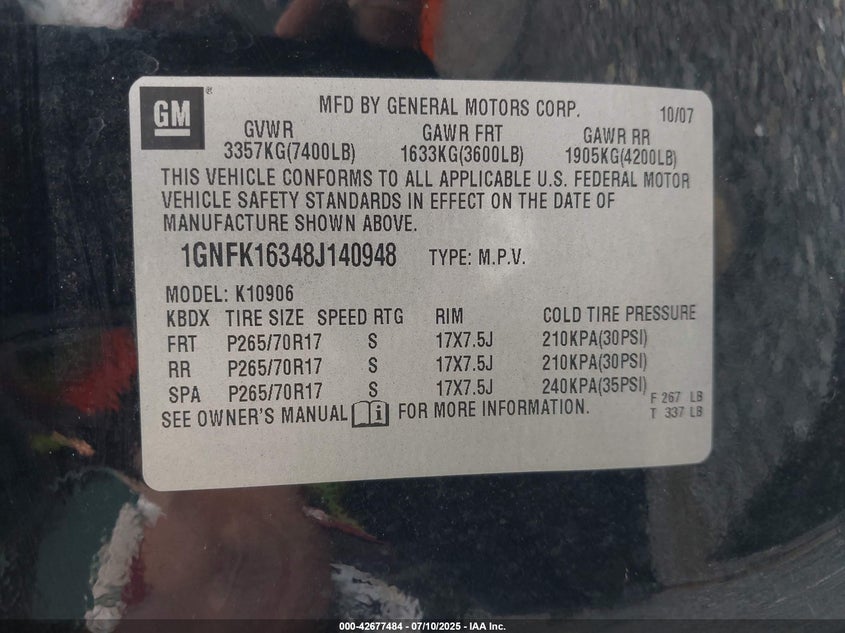 GM ®
MFD BY GENERAL MOTORS CORP. 10/07
GVWR GAWR FRT GAWR RR
3357KG(7400LB) 1633KG(3600LB) 1905KG(4200LB)
THIS VEHICLE CONFORMS TO ALL APPLICABLE U.S. FEDERAL MOTOR
VEHICLE SAFETY STANDARDS IN EFFECT ON THE DATE OF
MANUFACTURE SHOWN ABOVE.
1GNFK16348J140948 TYPE: M.P.V.
MODEL: K10906
KBDX TIRE SIZE SPEED RTG RIM COLD TIRE PRESSURE
FRT P265/70R17 S 17X7.5J 210KPA(30PSI)
RR P265/70R17 S 17X7.5J 210KPA(30PSI)
SPA P265/70R17 S 17X7.5J 240KPA(35PSI)
SEE OWNER'S MANUAL FOR MORE INFORMATION.
F 267 LB
T 337 LB
000-42677484 - 07/10/2025 - IAA Inc.